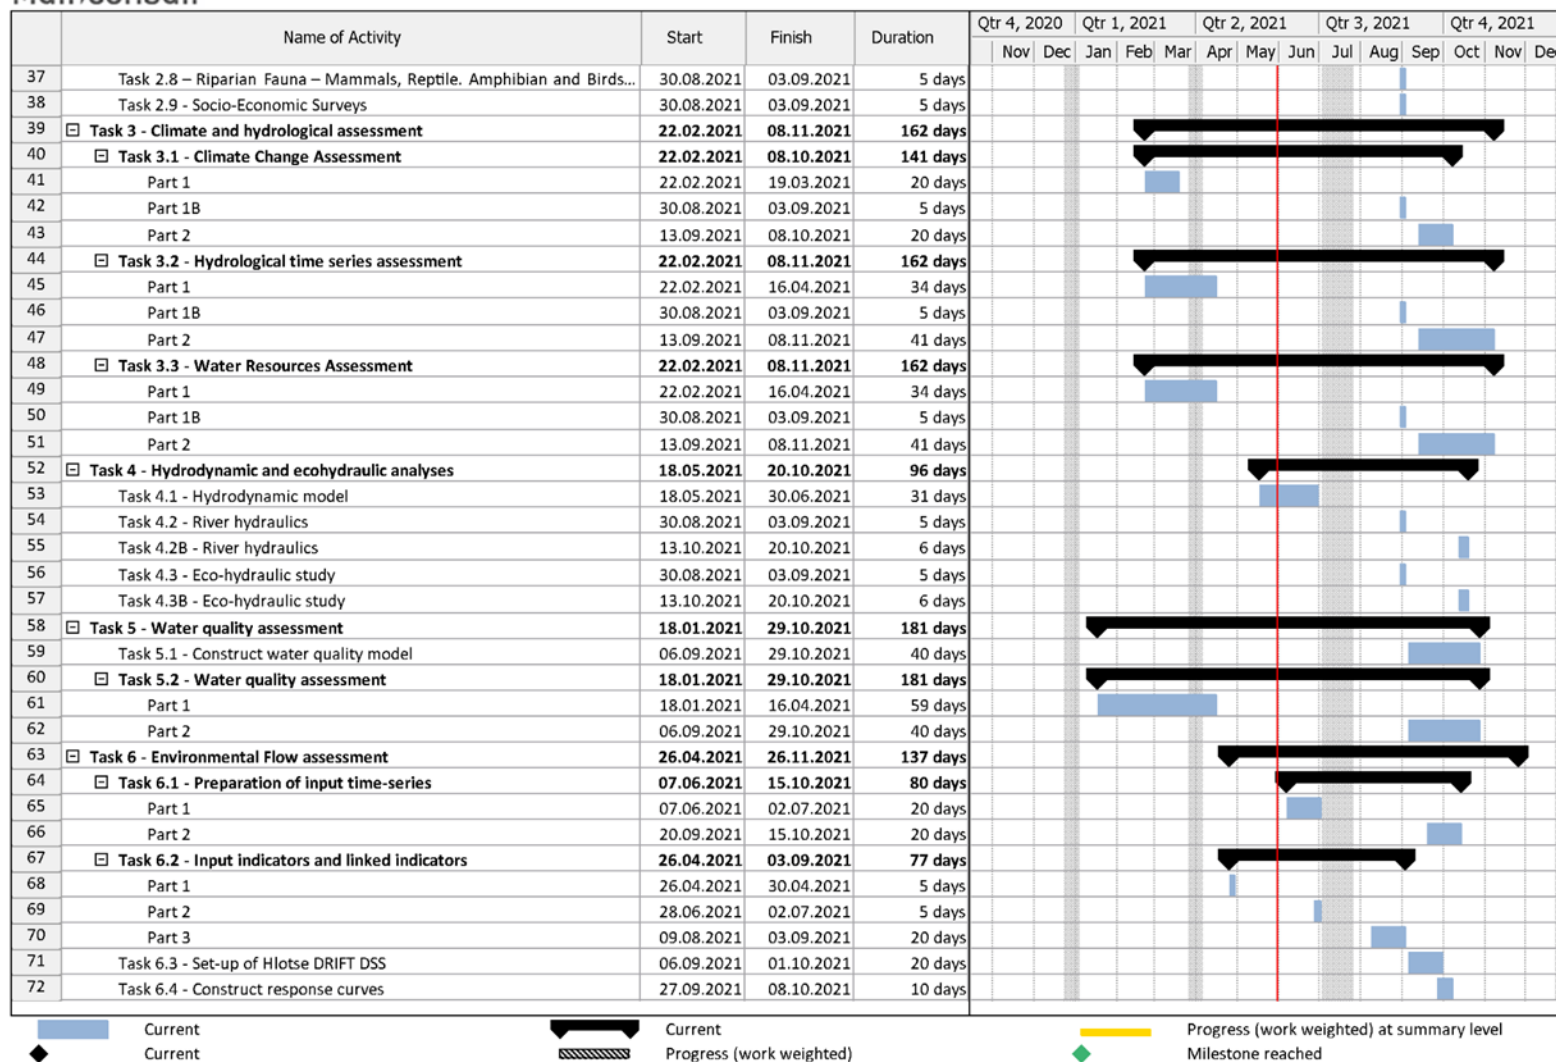 Name of Activity Start Finish Duration Qtr 4, 2020 Qtr 1, 2021 Qtr 2, 2021 Qtr 3, 2021 Qtr 4, 2021
Nov Dec Jan Feb Mar Apr May Jun Jul Aug Sep Oct Nov De
37 Task 2.8 – Riparian Fauna – Mammals, Reptile. Amphibian and Birds... 30.08.2021 03.09.2021 5 days
38 Task 2.9 - Socio-Economic Surveys 30.08.2021 03.09.2021 5 days
39 Task 3 - Climate and hydrological assessment 22.02.2021 08.11.2021 162 days
40 Task 3.1 - Climate Change Assessment 22.02.2021 08.10.2021 141 days
41 Part 1 22.02.2021 19.03.2021 20 days
42 Part 1B 30.08.2021 03.09.2021 5 days
43 Part 2 13.09.2021 08.10.2021 20 days
44 Task 3.2 - Hydrological time series assessment 22.02.2021 08.11.2021 162 days
45 Part 1 22.02.2021 16.04.2021 34 days
46 Part 1B 30.08.2021 03.09.2021 5 days
47 Part 2 13.09.2021 08.11.2021 41 days
48 Task 3.3 - Water Resources Assessment 22.02.2021 08.11.2021 162 days
49 Part 1 22.02.2021 16.04.2021 34 days
50 Part 1B 30.08.2021 03.09.2021 5 days
51 Part 2 13.09.2021 08.11.2021 41 days
52 Task 4 - Hydrodynamic and ecohydraulic analyses 18.05.2021 20.10.2021 96 days
53 Task 4.1 - Hydrodynamic model 18.05.2021 30.06.2021 31 days
54 Task 4.2 - River hydraulics 30.08.2021 03.09.2021 5 days
55 Task 4.2B - River hydraulics 13.10.2021 20.10.2021 6 days
56 Task 4.3 - Eco-hydraulic study 30.08.2021 03.09.2021 5 days
57 Task 4.3B - Eco-hydraulic study 13.10.2021 20.10.2021 6 days
58 Task 5 - Water quality assessment 18.01.2021 29.10.2021 181 days
59 Task 5.1 - Construct water quality model 06.09.2021 29.10.2021 40 days
60 Task 5.2 - Water quality assessment 18.01.2021 29.10.2021 181 days
61 Part 1 18.01.2021 16.04.2021 59 days
62 Part 2 06.09.2021 29.10.2021 40 days
63 Task 6 - Environmental Flow assessment 26.04.2021 26.11.2021 137 days
64 Task 6.1 - Preparation of input time-series 07.06.2021 15.10.2021 80 days
65 Part 1 07.06.2021 02.07.2021 20 days
66 Part 2 20.09.2021 15.10.2021 20 days
67 Task 6.2 - Input indicators and linked indicators 26.04.2021 03.09.2021 77 days
68 Part 1 26.04.2021 30.04.2021 5 days
69 Part 2 28.06.2021 02.07.2021 5 days
70 Part 3 09.08.2021 03.09.2021 20 days
71 Task 6.3 - Set-up of Hlotse DRIFT DSS 06.09.2021 01.10.2021 20 days
72 Task 6.4 - Construct response curves 27.09.2021 08.10.2021 10 days
Current Current Progress (work weighted) at summary level
Current Progress (work weighted) Milestone reached